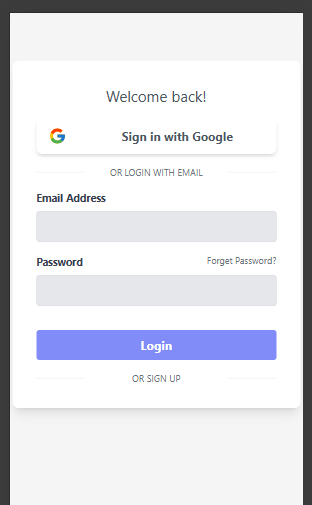 Welcome back!
Sign in with Google
OR LOGIN WITH EMAIL
Email Address
Password
Forget Password?
Login
OR SIGN UP